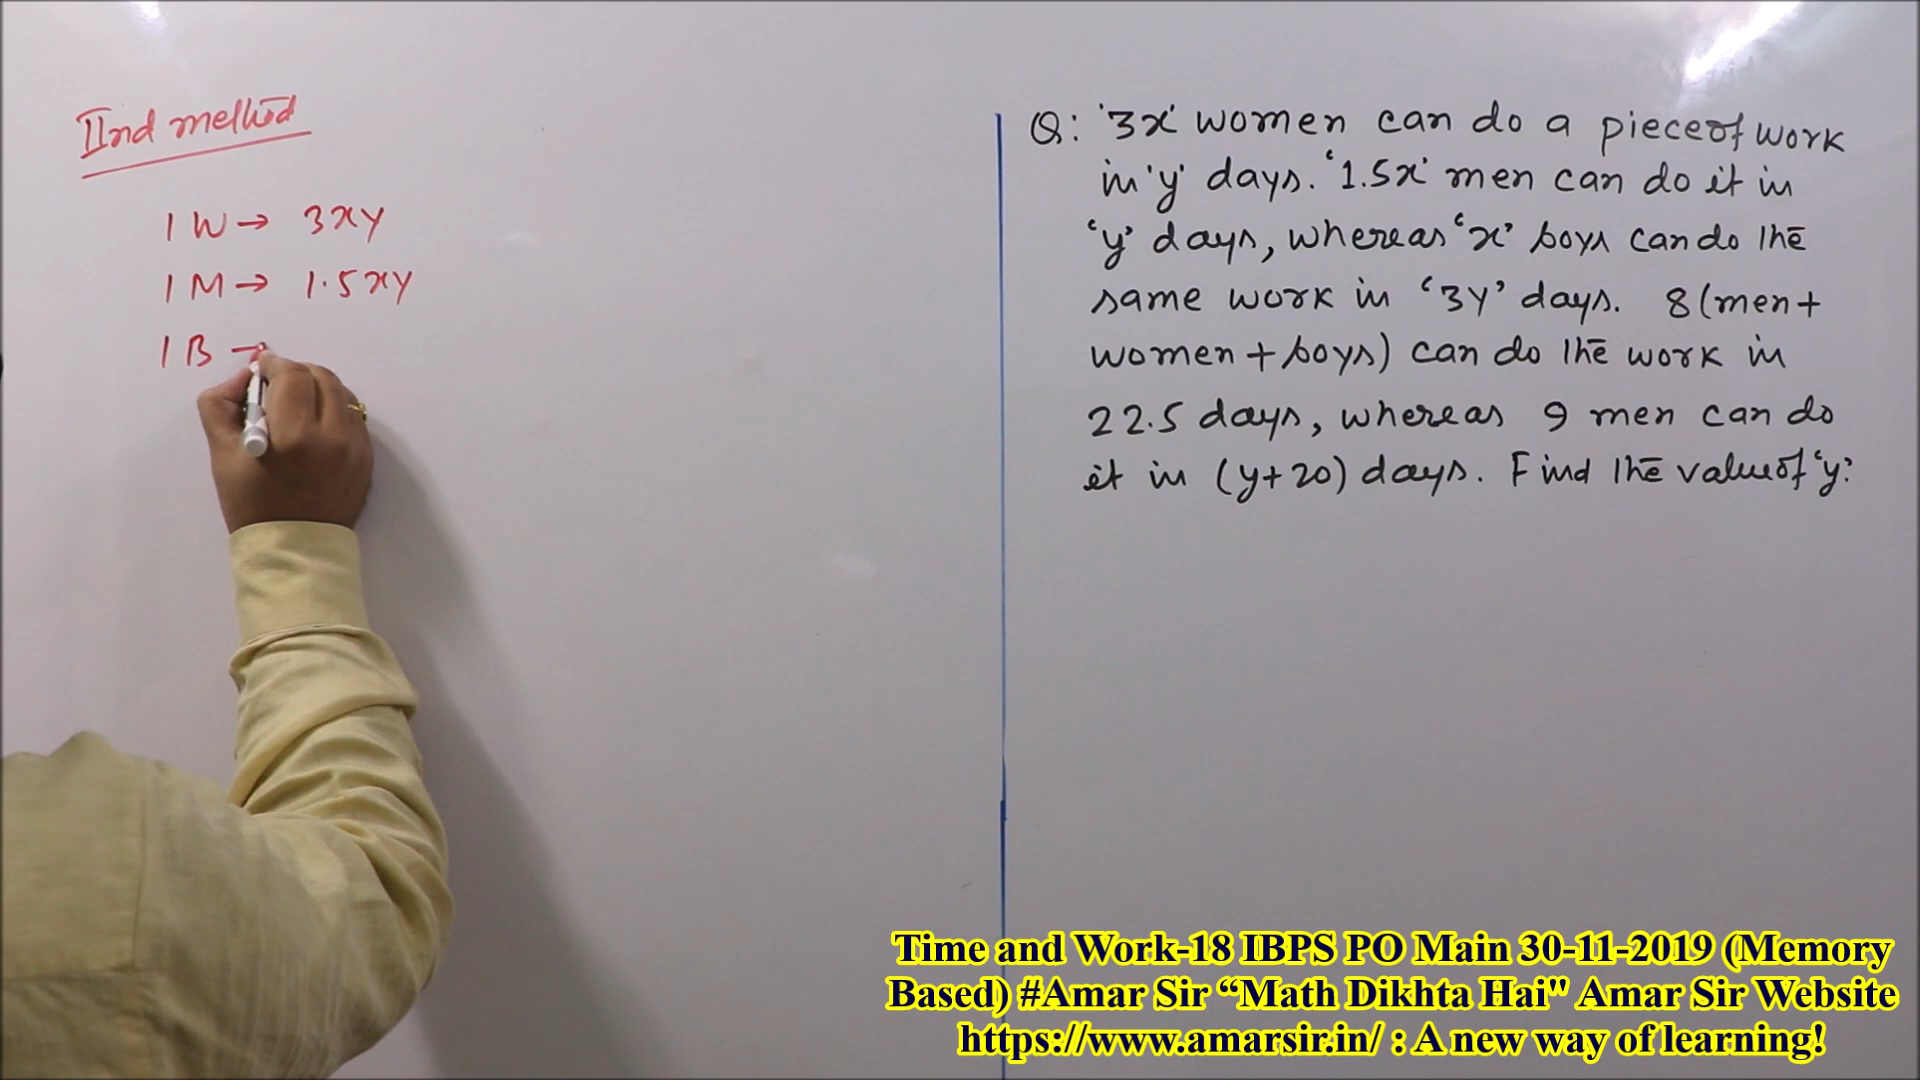 IInd method
1 W → 3xy
1 M → 1.5xy
1 B →
Q: '3x' women can do a piece of work
in 'y' days. '1.5x' men can do it in
'y' days, whereas 'x' boys can do the
same work in '3y' days. 8(men+
women+boys) can do the work in
22.5 days, whereas 9 men can do
it in (y+20) days. Find the value of 'y'.
Time and Work-18 IBPS PO Main 30-11-2019 (Memory
Based) #Amar Sir “Math Dikhta Hai" Amar Sir Website
https://www.amarsir.in/ : A new way of learning!